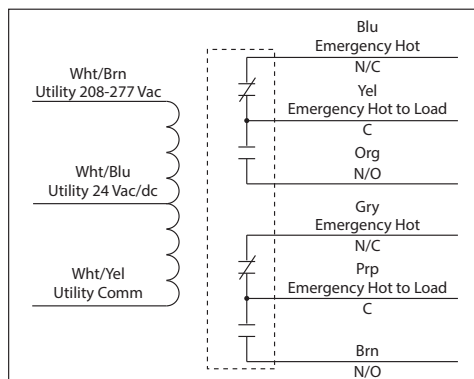 Wht/Brn
Utility 208-277 Vac
Wht/Blu
Utility 24 Vac/dc
Wht/Yel
Utility Comm
Blu
Emergency Hot
N/C
Yel
Emergency Hot to Load
C
Org
N/O
Gry
Emergency Hot
N/C
Prp
Emergency Hot to Load
C
Brn
N/O